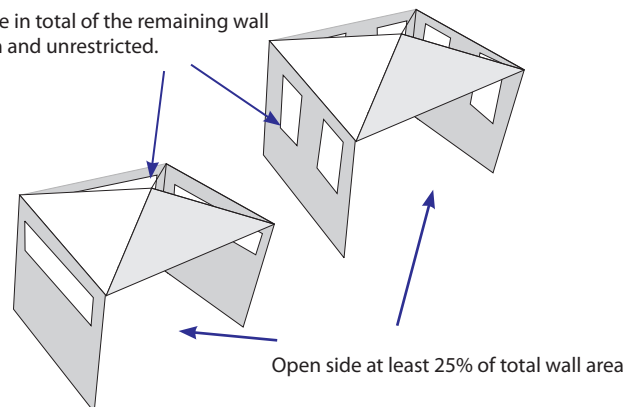 e in total of the remaining wall
and unrestricted.
Open side at least 25% of total wall area